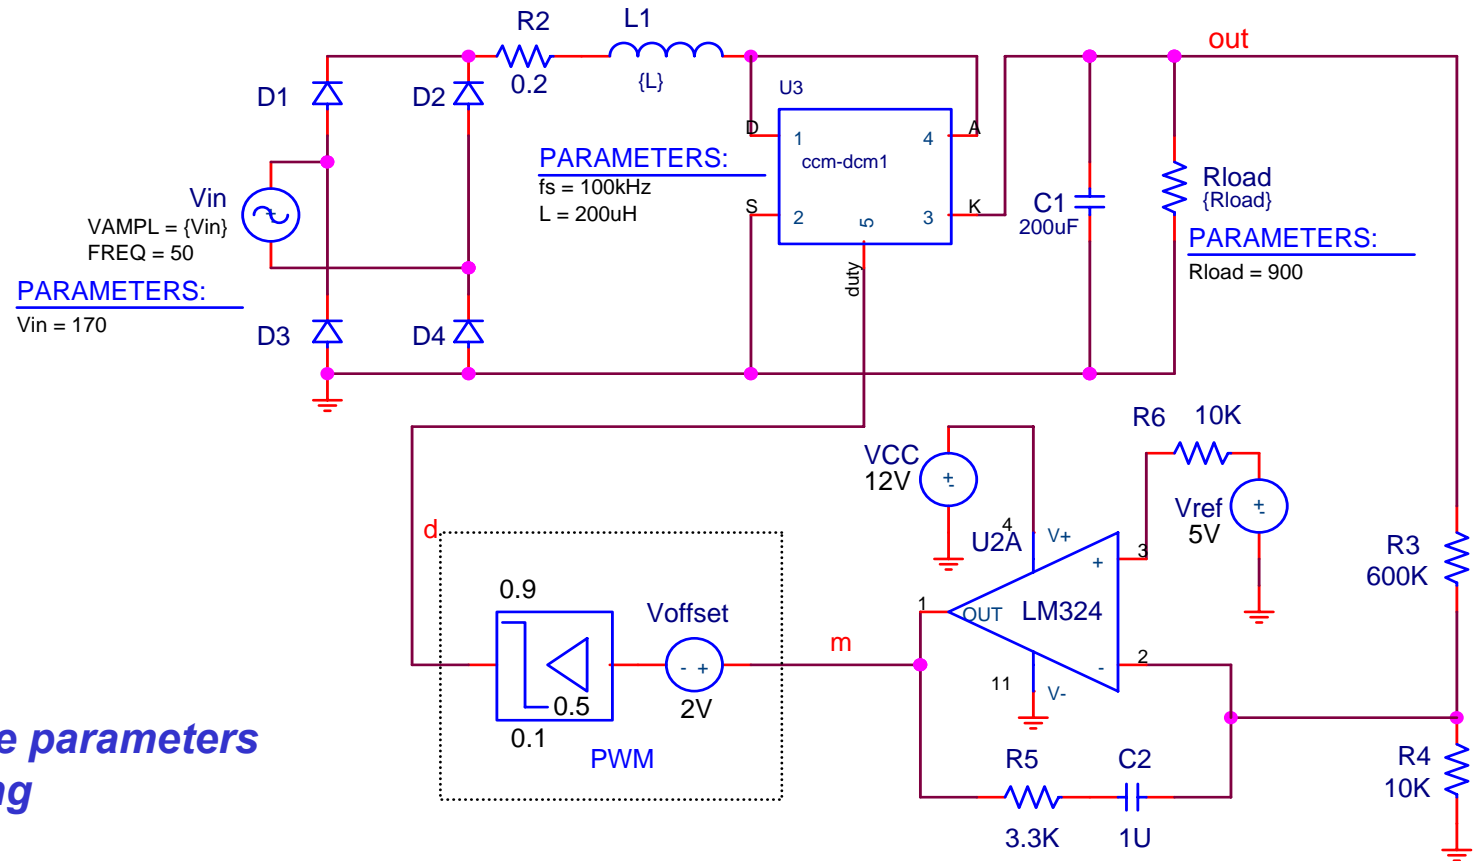 R2
L1
out
0.2
{L}
D1
D2
U3
D
1
4
A
ccm-dcm1
PARAMETERS:
fs = 100kHz
L = 200uH
S
2
3
K
5
duty
Vin
VAMPL = {Vin}
FREQ = 50
PARAMETERS:
Vin = 170
C1
200uF
Rload
{Rload}
PARAMETERS:
Rload = 900
D3
D4
R6
10K
VCC
12V
+
-
Vref
5V
+
-
4
U2A
V+
3
+
R3
600K
d
0.9
Voffset
1
OUT
LM324
m
- +
2
-
0.5
2V
11
V-
0.1
PWM
R5
C2
3.3K
1U
R4
10K
e parameters
ng